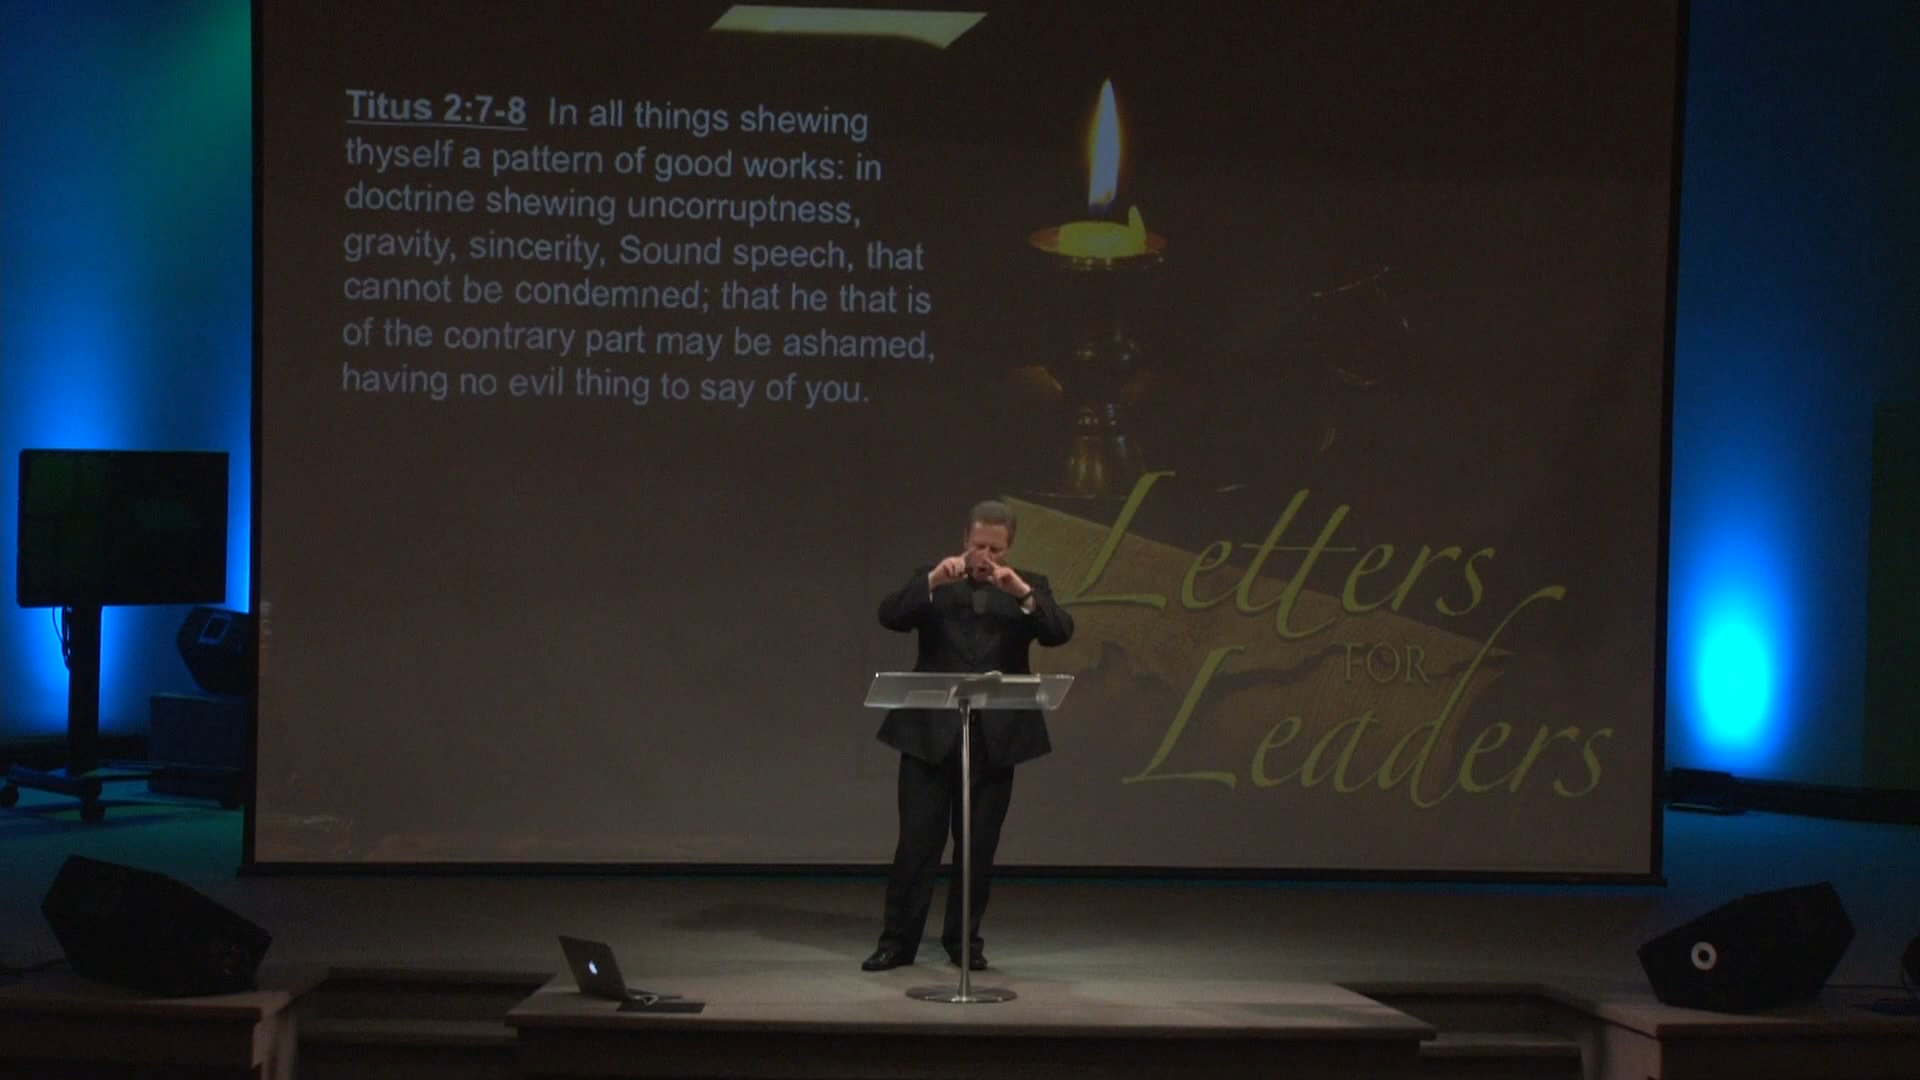 Titus 2:7-8 In all things shewing
thyself a pattern of good works: in
doctrine shewing uncorruptness,
gravity, sincerity, Sound speech, that
cannot be condemned; that he that is
of the contrary part may be ashamed,
having no evil thing to say of you.
Letters
FOR
Leaders